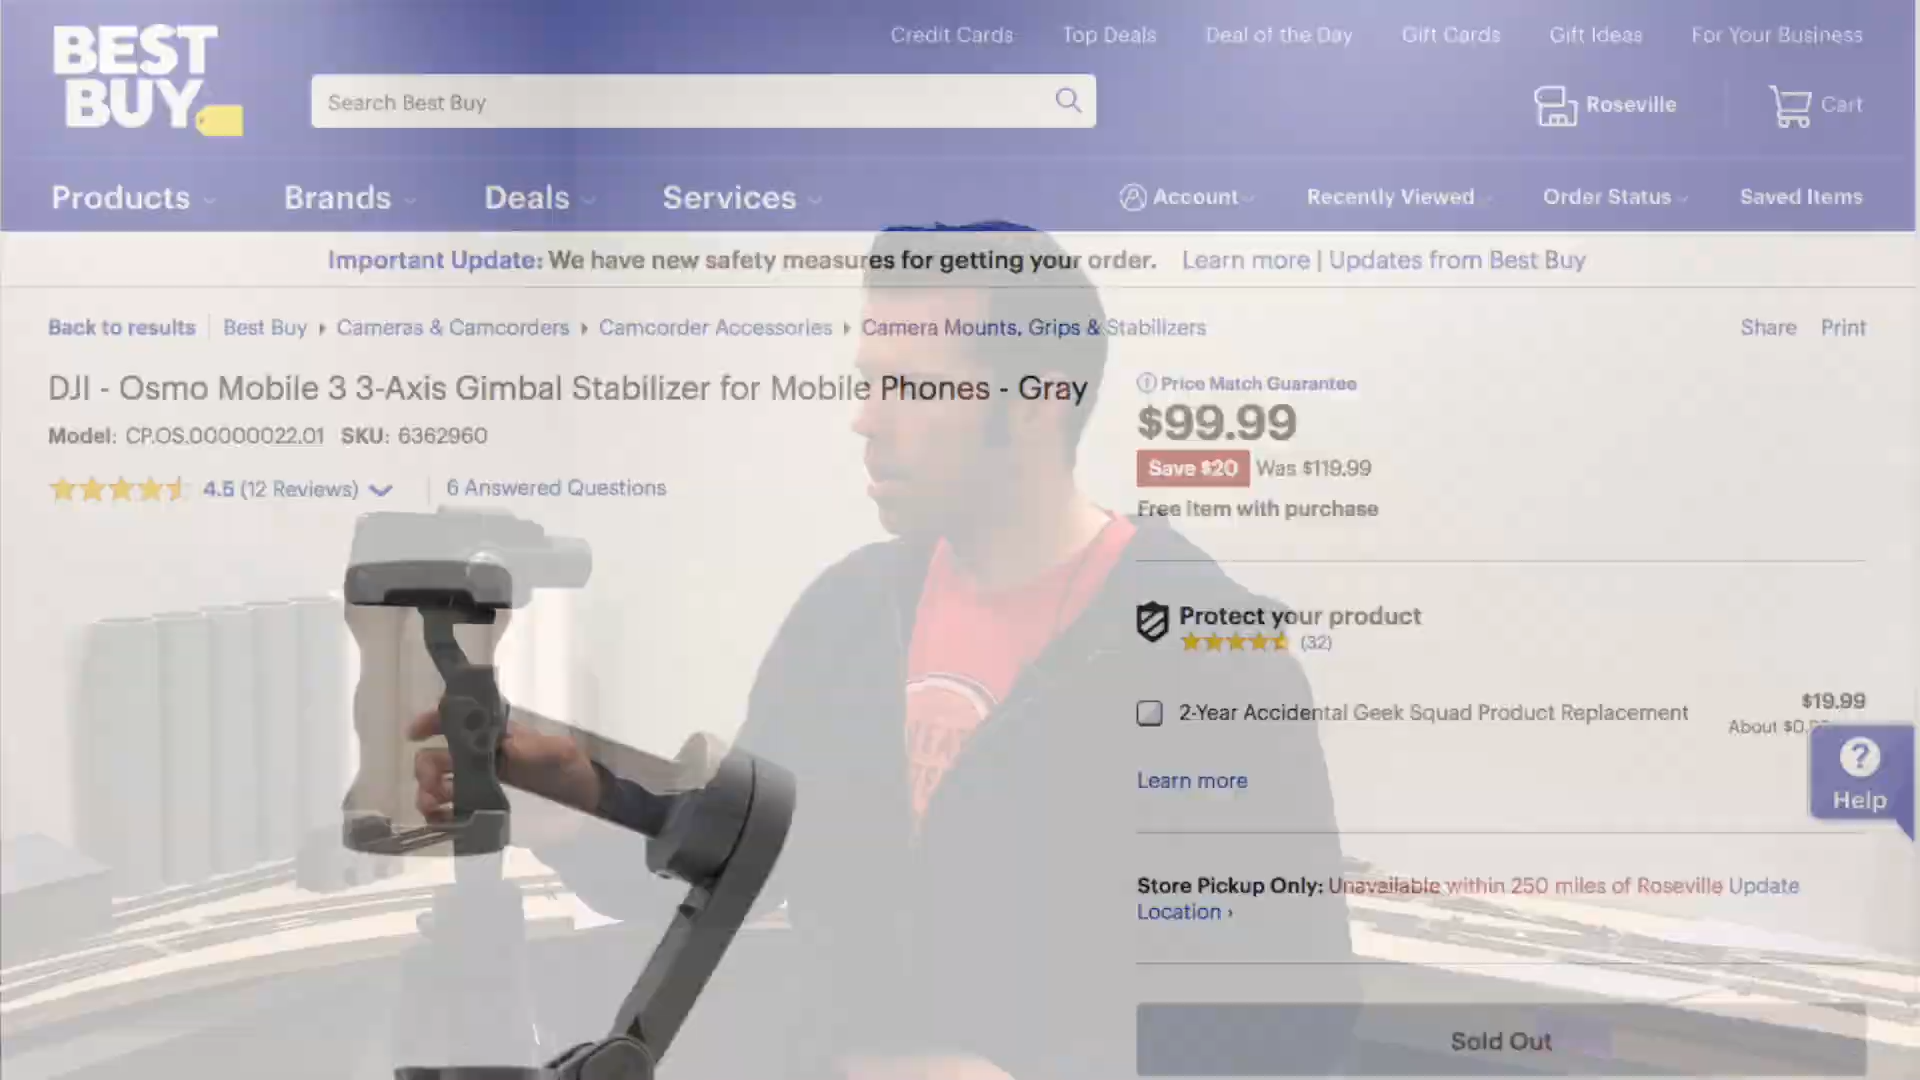 BEST
BUY
Credit Cards
Top Deals
Deal of the Day
Gift Cards
Gift Ideas
For Your Business
Search Best Buy
Roseville
Cart
Products
Brands
Deals
Services
Account
Recently Viewed
Order Status
Saved Items
Important Update: We have new safety measures for getting your order. Learn more | Updates from Best Buy
Back to results
Best Buy
Cameras & Camcorders
Camcorder Accessories
Camera Mounts, Grips & Stabilizers
Share
Print
DJI - Osmo Mobile 3 3-Axis Gimbal Stabilizer for Mobile Phones - Gray
Model: CP.OS.00000022.01 SKU: 6362960
4.5 (12 Reviews)
6 Answered Questions
Price Match Guarantee
$99.99
Save $20 Was $119.99
Free item with purchase
Protect your product
(32)
2-Year Accidental Geek Squad Product Replacement
$19.99
About
Learn more
Help
Store Pickup Only: Unavailable within 250 miles of Roseville Update
Location ›
Sold Out